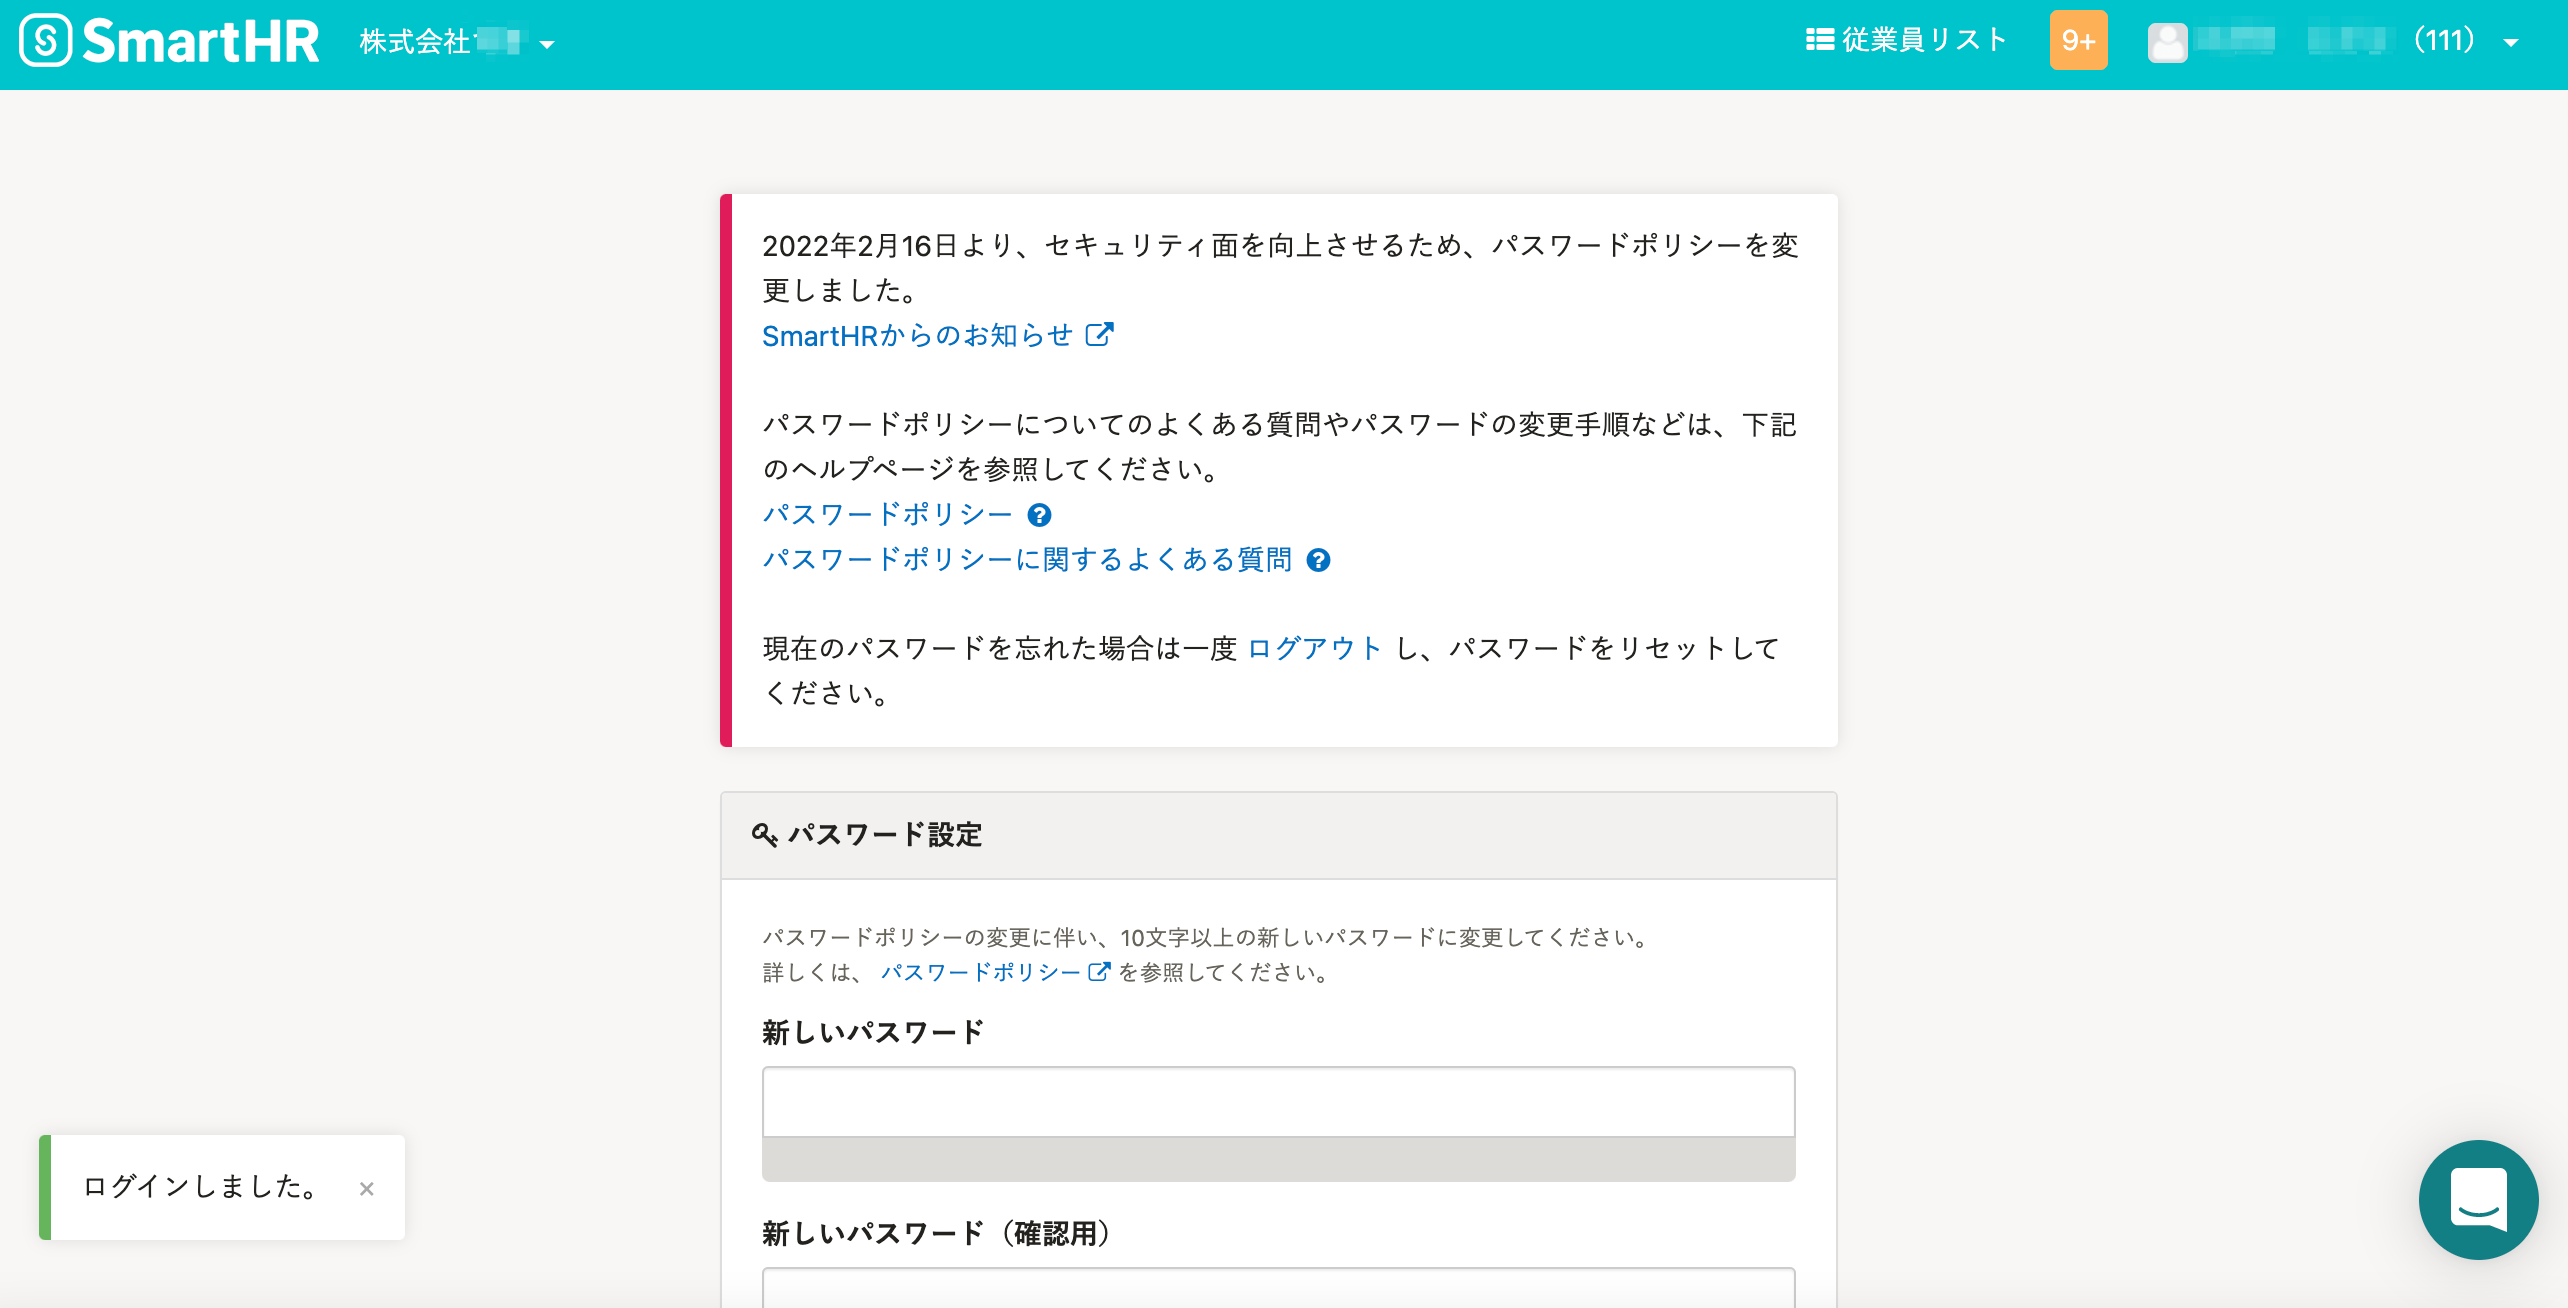 SmartHR 株式会社 従業員リスト 9+ (111)
2022年2月16日より、セキュリティ面を向上させるため、パスワードポリシーを変
更しました。
SmartHRからのお知らせ
パスワードポリシーについてのよくある質問やパスワードの変更手順などは、下記
のヘルプページを参照してください。
パスワードポリシー
パスワードポリシーに関するよくある質問
現在のパスワードを忘れた場合は一度 ログアウト し、パスワードをリセットして
ください。
パスワード設定
パスワードポリシーの変更に伴い、10文字以上の新しいパスワードに変更してください。
詳しくは、 パスワードポリシー を参照してください。
新しいパスワード
新しいパスワード（確認用）
ログインしました。 ×